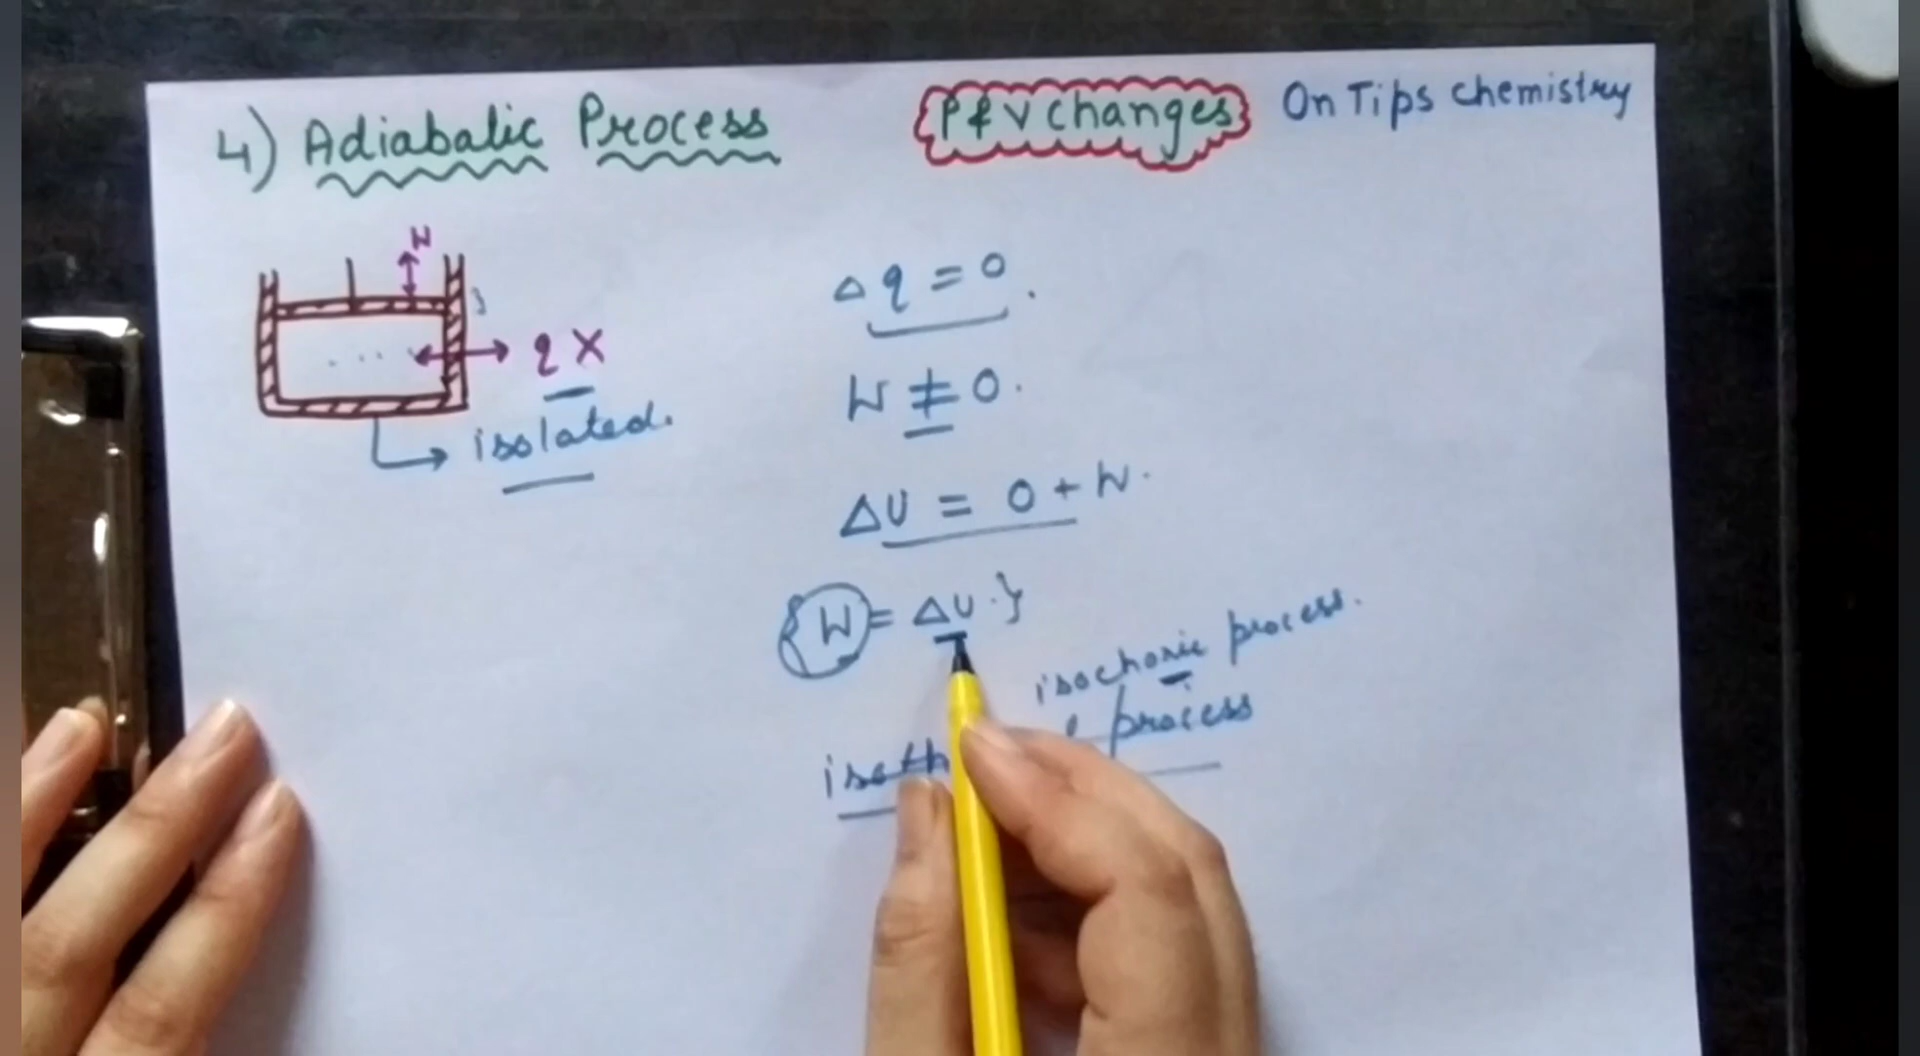 4) Adiabatic Process
P & V changes
On Tips chemistry
W
q X
isolated.
Δq = 0.
W ≠ 0.
ΔU = 0 + W.
{W = ΔU.}
isochoric process.
process